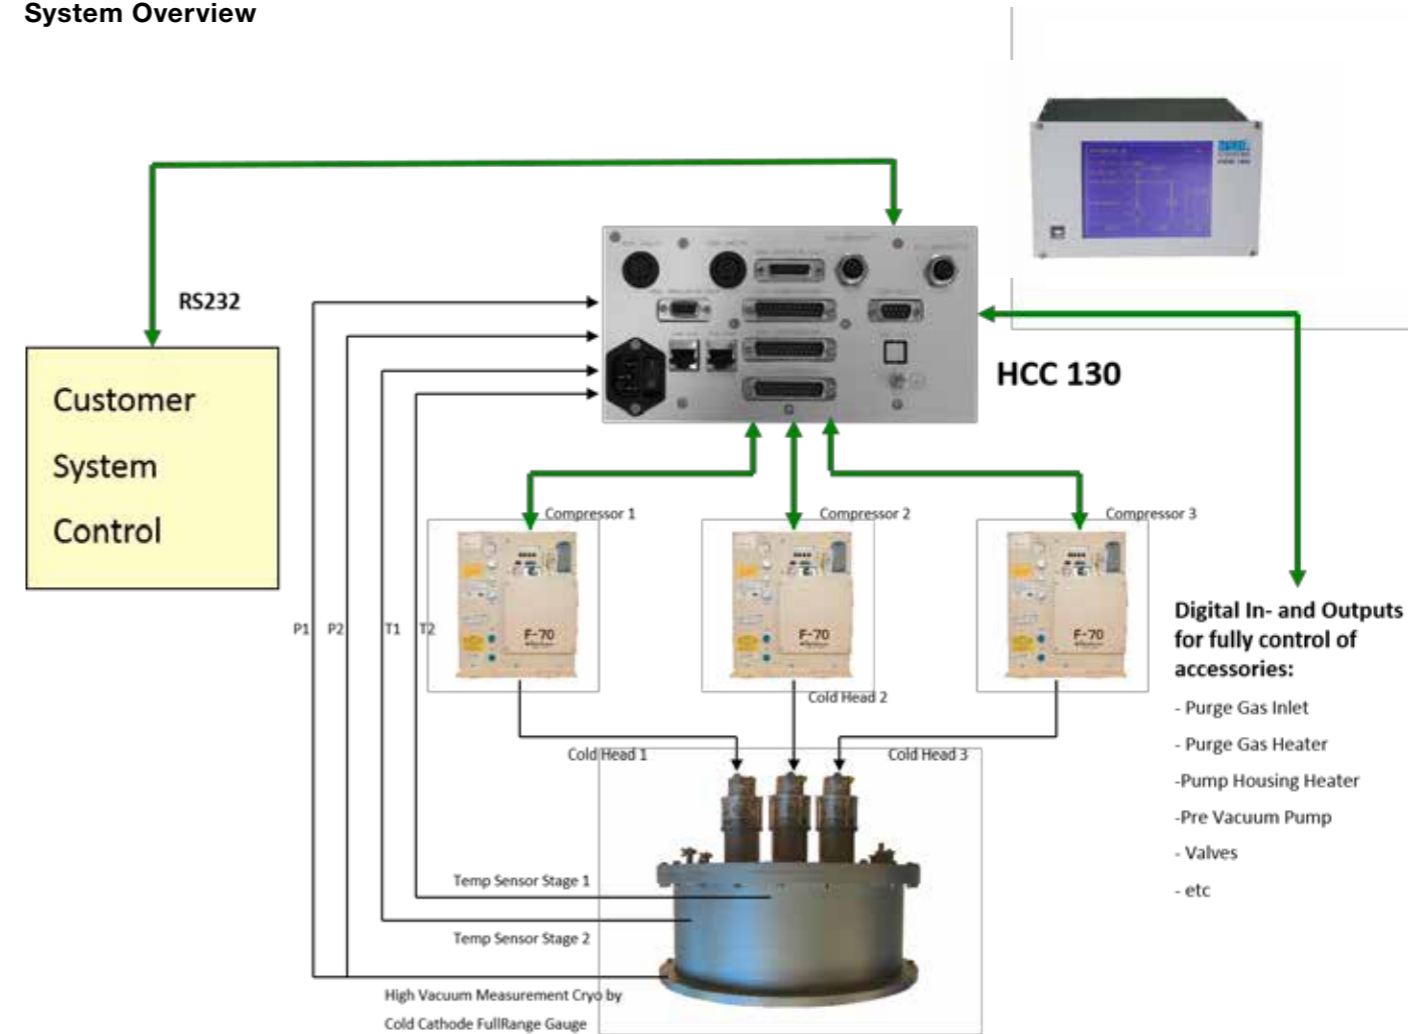 System Overview
RS232
Customer
System
Control
HCC 130
Compressor 1
Compressor 2
Compressor 3
F-70
F-70
F-70
P1
P2
T1
T2
Cold Head 1
Cold Head 2
Cold Head 3
Temp Sensor Stage 1
Temp Sensor Stage 2
High Vacuum Measurement Cryo by
Cold Cathode FullRange Gauge
Digital In- and Outputs
for fully control of
accessories:
- Purge Gas Inlet
- Purge Gas Heater
-Pump Housing Heater
-Pre Vacuum Pump
- Valves
- etc